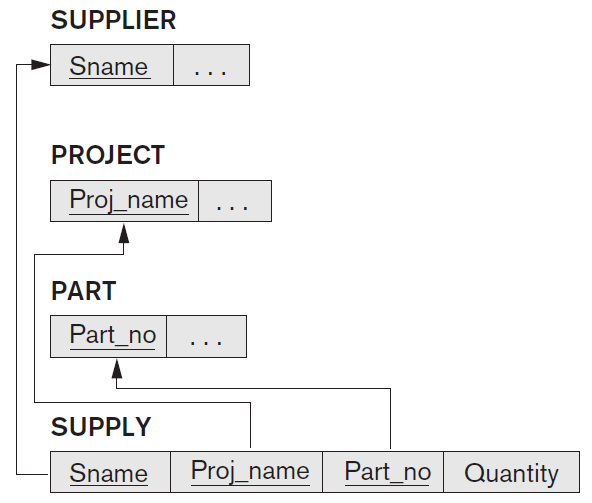 SUPPLIER
Sname ...
PROJECT
Proj_name ...
PART
Part_no ...
SUPPLY
Sname Proj_name Part_no Quantity